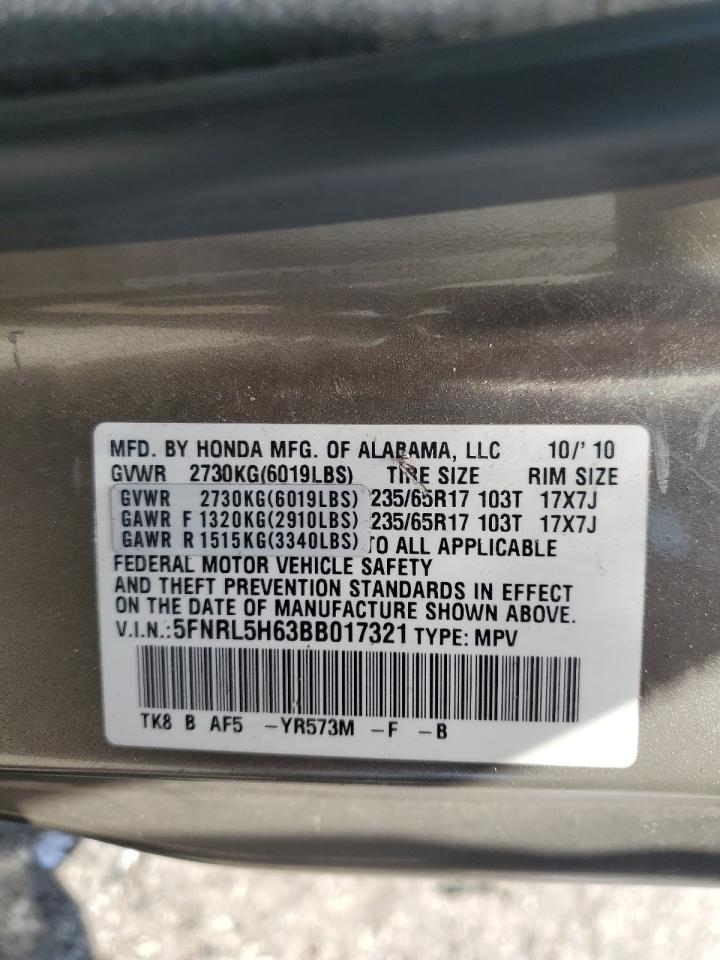 MFD. BY HONDA MFG. OF ALABAMA, LLC 10/'10
GVWR 2730KG(6019LBS) TIRE SIZE RIM SIZE
GVWR 2730KG(6019LBS) 235/65R17 103T 17X7J
GAWR F 1320KG(2910LBS) 235/65R17 103T 17X7J
GAWR R 1515KG(3340LBS) TO ALL APPLICABLE
FEDERAL MOTOR VEHICLE SAFETY
AND THEFT PREVENTION STANDARDS IN EFFECT
ON THE DATE OF MANUFACTURE SHOWN ABOVE.
V.I.N.:5FNRL5H63BB017321 TYPE: MPV
TK8 B AF5 -YR573M -F -B